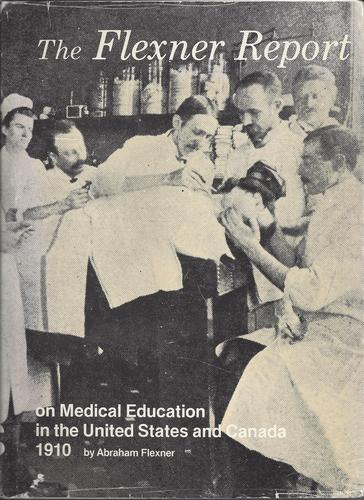 The Flexner Report
on Medical Education
in the United States and Canada
1910 by Abraham Flexner